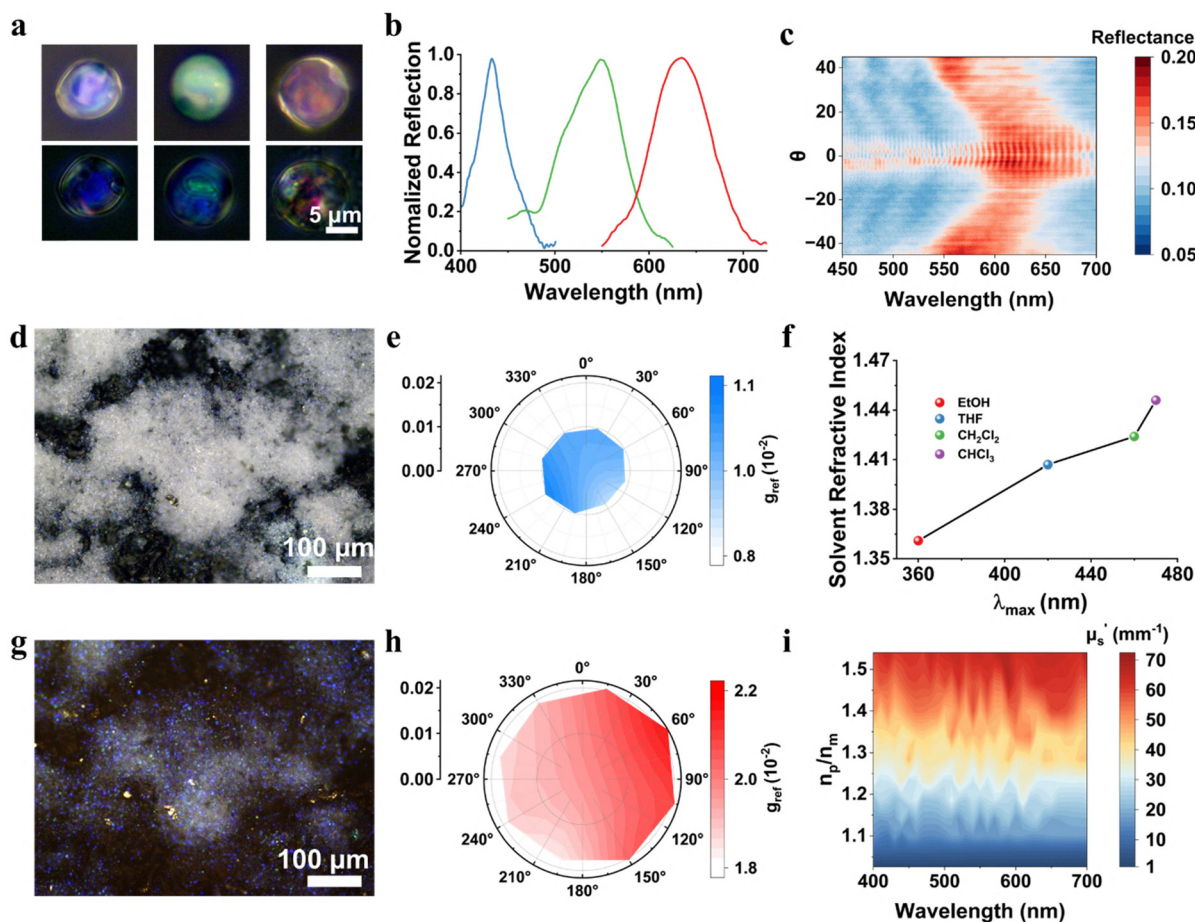 a
5 μm
b
Nomalized Reflection
1.0
0.8
0.6
0.4
0.2
0.0
400 500 600 700
Wavelength (nm)
c
Reflectance
0.20
0.15
0.10
0.05
θ
40
20
0
−20
−40
450 500 550 600 650 700
Wavelength (nm)
d
100 μm
e
0.02
0.01
0.00
0°
30°
60°
90°
120°
150°
180°
210°
240°
270°
300°
330°
1.1
1.0
0.8
g_ref (10⁻²)
f
Solvent Refractive Index
1.47
1.44
1.41
1.38
1.35
EtOH
THF
CH₂Cl₂
CHCl₃
360 400 440 480
λ_max (nm)
g
100 μm
h
0.02
0.01
0.00
0°
30°
60°
90°
120°
150°
180°
210°
240°
270°
300°
330°
2.2
2.0
1.8
g_ref (10⁻²)
i
μₛ' (mm⁻¹)
70
60
50
40
30
20
10
1
n_p/n_m
1.5
1.4
1.3
1.2
1.1
400 500 600 700
Wavelength (nm)